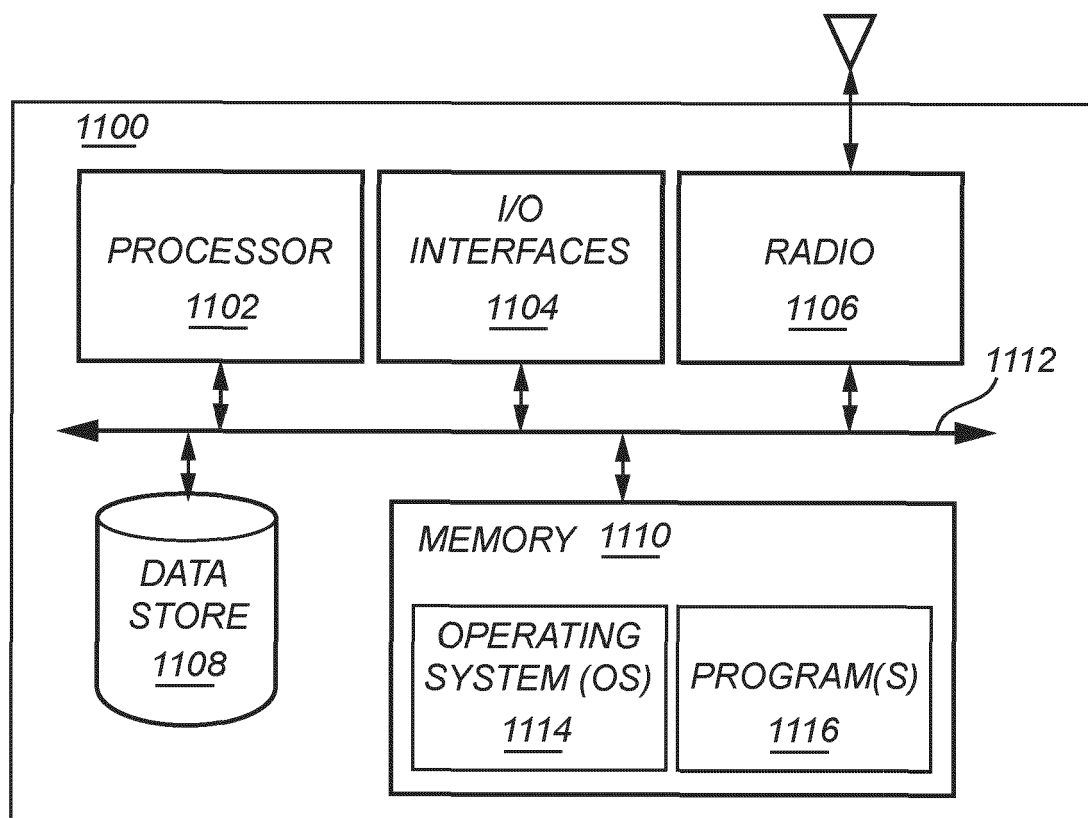 1100
PROCESSOR
1102
I/O
INTERFACES
1104
RADIO
1106
1112
DATA
STORE
1108
MEMORY 1110
OPERATING
SYSTEM (OS)
1114
PROGRAM(S)
1116